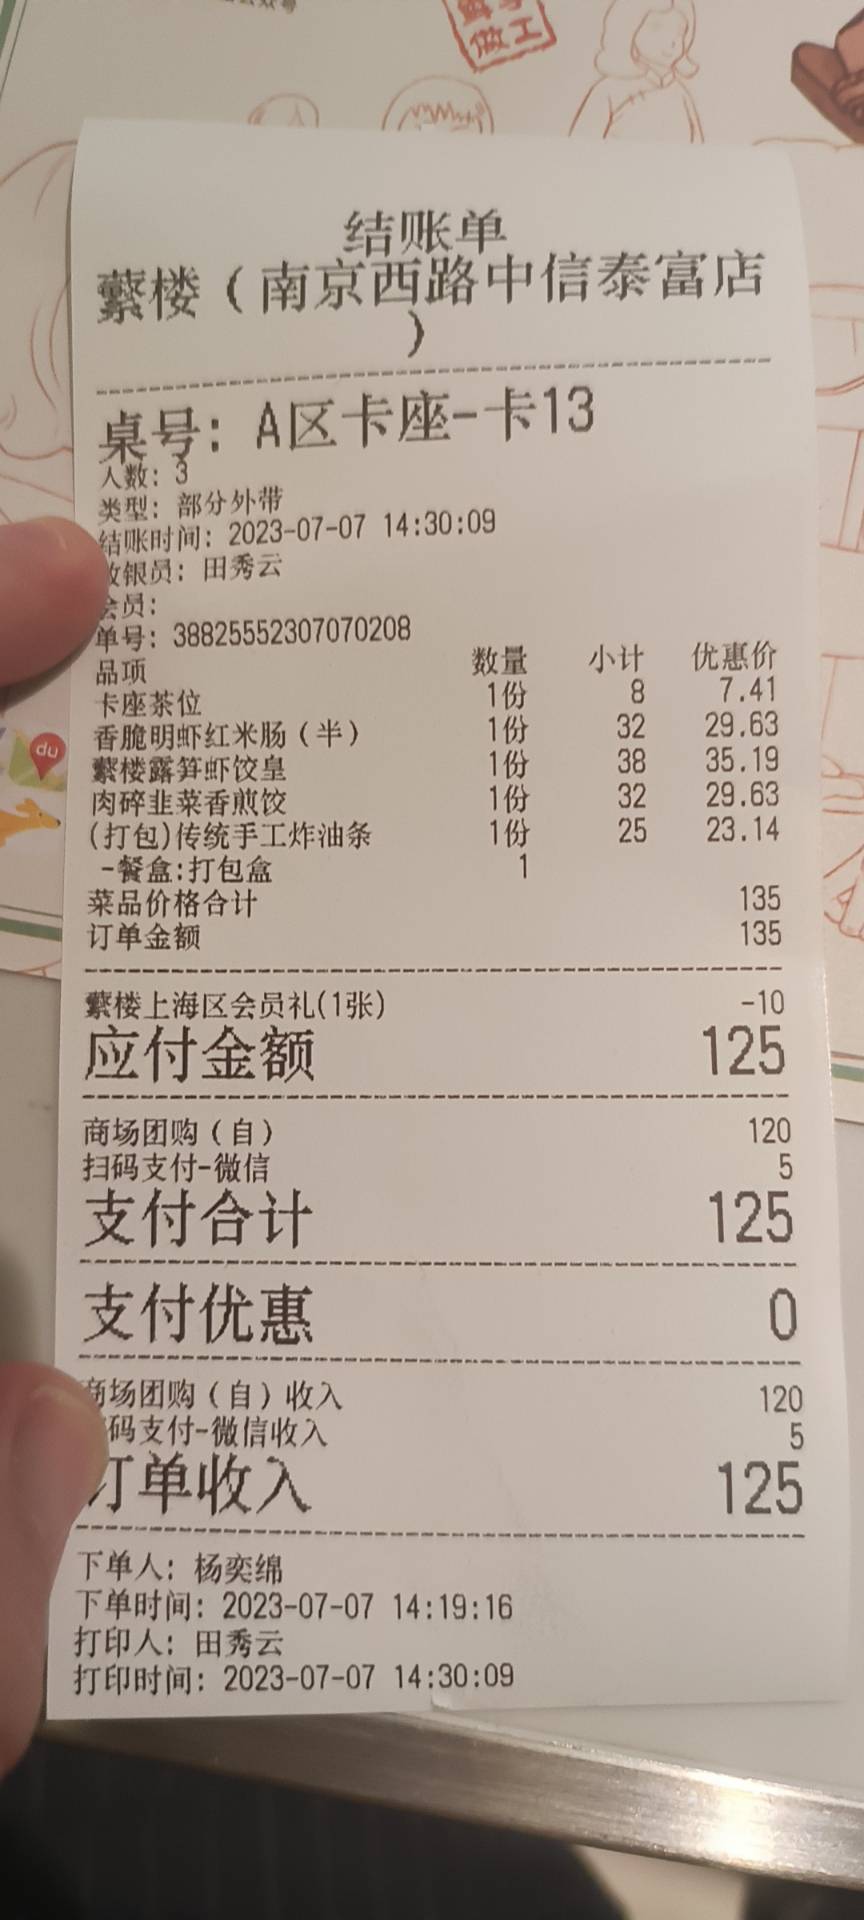 做工
结账单
蘩楼（南京西路中信泰富店
）
桌号: A区卡座-卡13
人数: 3
类型: 部分外带
结账时间: 2023-07-07 14:30:09
银员: 田秀云
会员:
单号: 38825552307070208
品项 数量 小计 优惠价
卡座茶位 1份 8 7.41
香脆明虾红米肠（半） 1份 32 29.63
蘩楼露笋虾饺皇 1份 38 35.19
肉碎韭菜香煎饺 1份 32 29.63
(打包)传统手工炸油条 1份 25 23.14
-餐盒:打包盒 1
菜品价格合计 135
订单金额 135
蘩楼上海区会员礼(1张) -10
应付金额 125
商场团购（自） 120
扫码支付-微信 5
支付合计 125
支付优惠 0
商场团购（自）收入 120
码支付-微信收入 5
订单收入 125
下单人: 杨奕绵
下单时间: 2023-07-07 14:19:16
打印人: 田秀云
打印时间: 2023-07-07 14:30:09
du